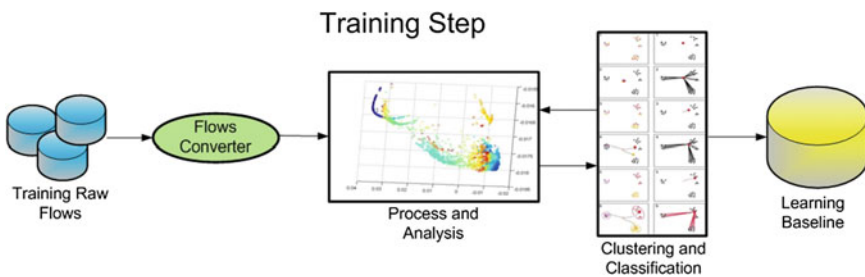 Training Step
Training Raw
Flows
Flows
Converter
Process and
Analysis
Clustering and
Classification
Learning
Baseline